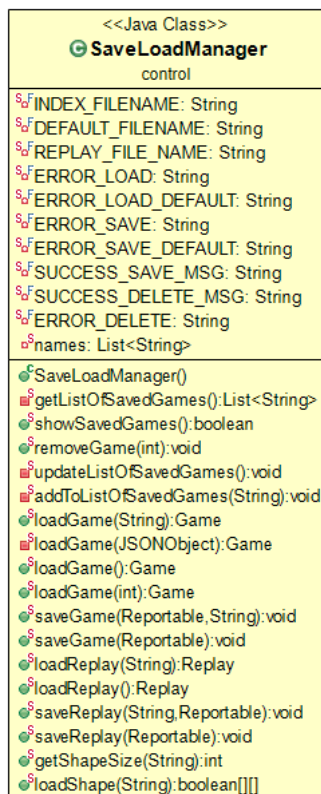 <<Java Class>>
SaveLoadManager
control
INDEX_FILENAME: String
DEFAULT_FILENAME: String
REPLAY_FILE_NAME: String
ERROR_LOAD: String
ERROR_LOAD_DEFAULT: String
ERROR_SAVE: String
ERROR_SAVE_DEFAULT: String
SUCCESS_SAVE_MSG: String
SUCCESS_DELETE_MSG: String
ERROR_DELETE: String
names: List<String>
SaveLoadManager()
getListOfSavedGames():List<String>
showSavedGames():boolean
removeGame(int):void
updateListOfSavedGames():void
addToListOfSavedGames(String):void
loadGame(String):Game
loadGame(JSONObject):Game
loadGame():Game
loadGame(int):Game
saveGame(Reportable,String):void
saveGame(Reportable):void
loadReplay(String):Replay
loadReplay():Replay
saveReplay(String,Reportable):void
saveReplay(Reportable):void
getShapeSize(String):int
loadShape(String):boolean[][]